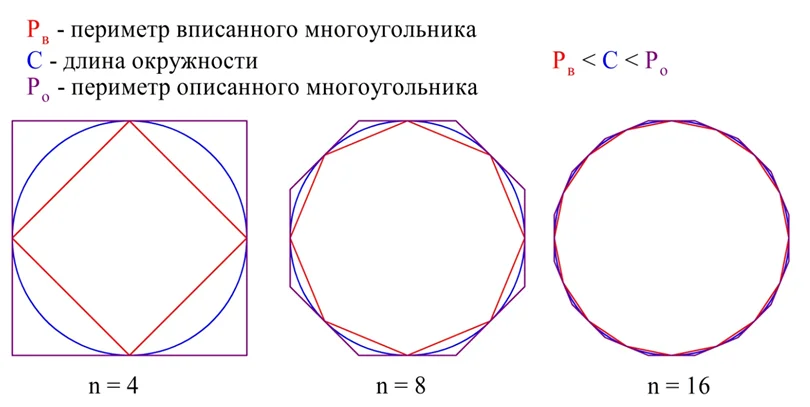 Pв - периметр вписанного многоугольника
C - длина окружности
Pо - периметр описанного многоугольника
Pв < C < Pо
n = 4
n = 8
n = 16